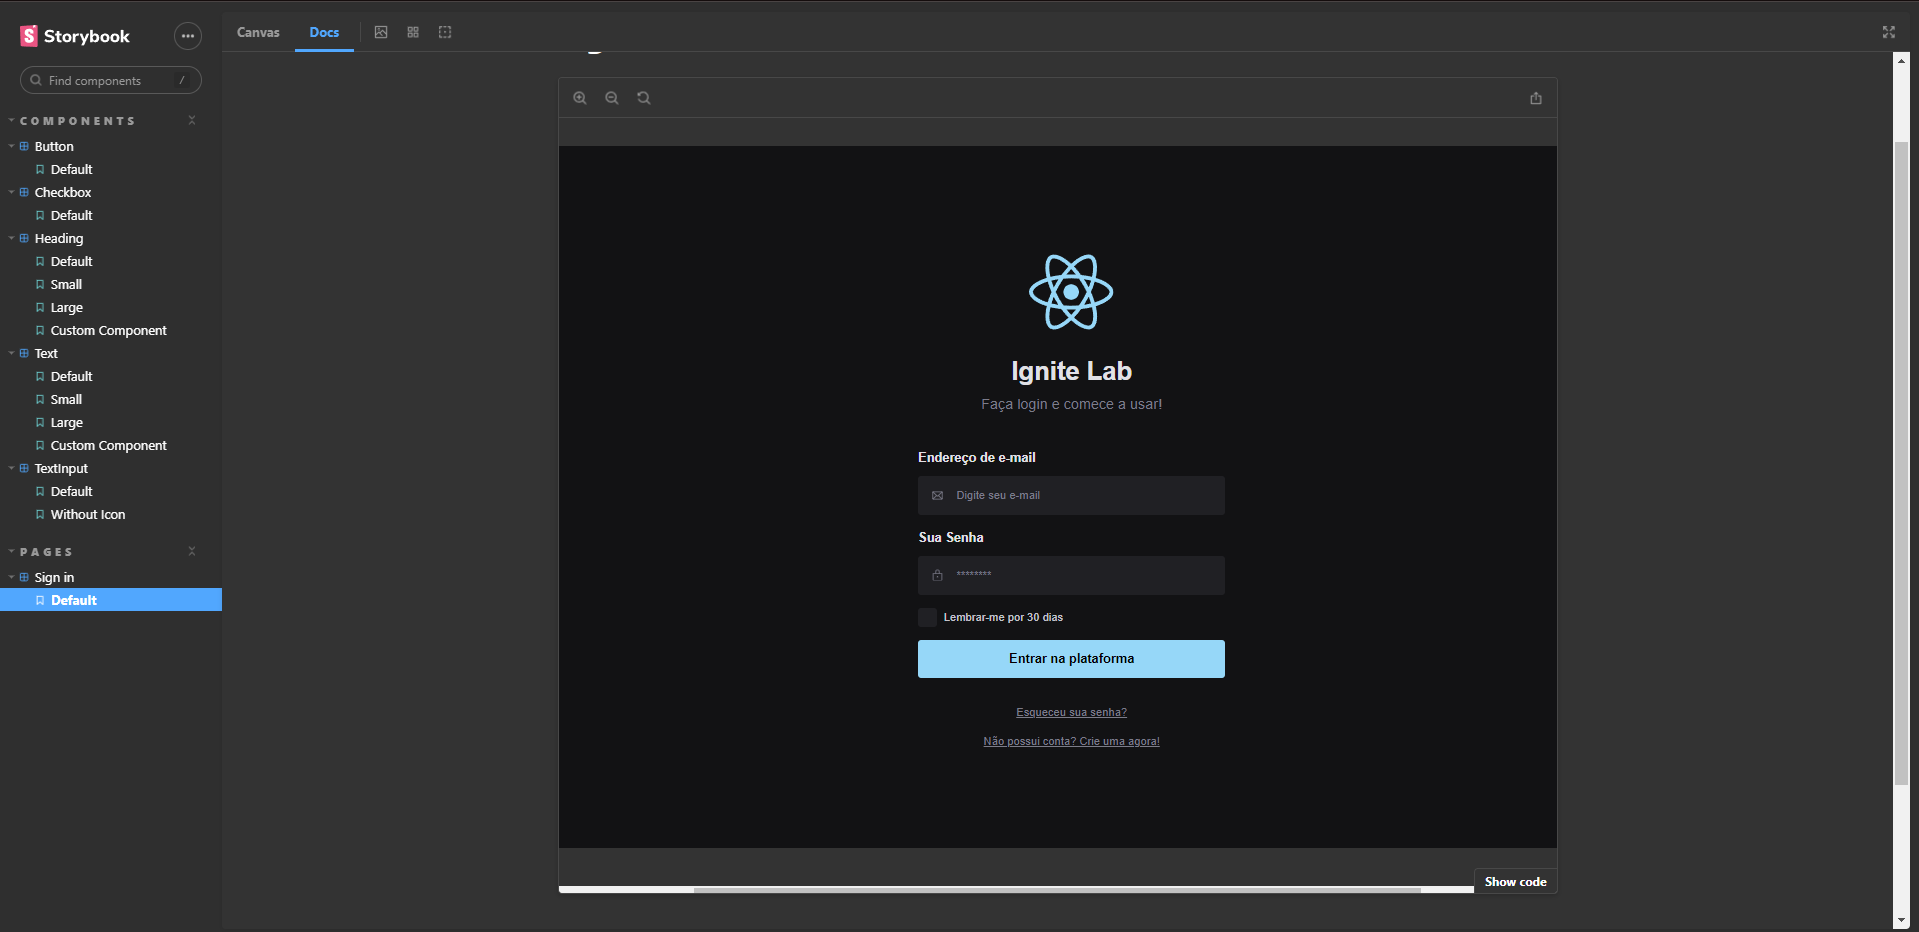 Storybook
Find components
/
COMPONENTS
Button
Default
Checkbox
Default
Heading
Default
Small
Large
Custom Component
Text
Default
Small
Large
Custom Component
TextInput
Default
Without Icon
PAGES
Sign in
Default
Canvas
Docs
Ignite Lab
Faça login e comece a usar!
Endereço de e-mail
Digite seu e-mail
Sua Senha
********
Lembrar-me por 30 dias
Entrar na plataforma
Esqueceu sua senha?
Não possui conta? Crie uma agora!
Show code